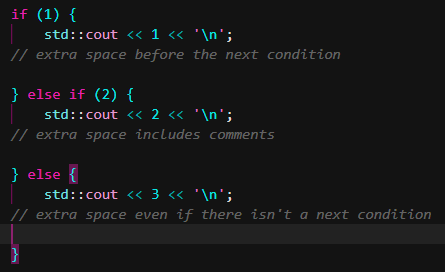 if (1) {
    std::cout << 1 << '\n';
// extra space before the next condition

} else if (2) {
    std::cout << 2 << '\n';
// extra space includes comments

} else {
    std::cout << 3 << '\n';
// extra space even if there isn't a next condition

}